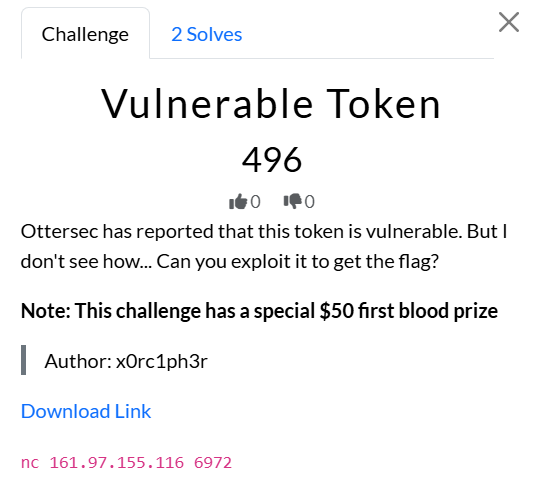 Challenge
2 Solves
Vulnerable Token
496
0 0
Ottersec has reported that this token is vulnerable. But I
don't see how... Can you exploit it to get the flag?
Note: This challenge has a special $50 first blood prize
Author: x0rc1ph3r
Download Link
nc 161.97.155.116 6972